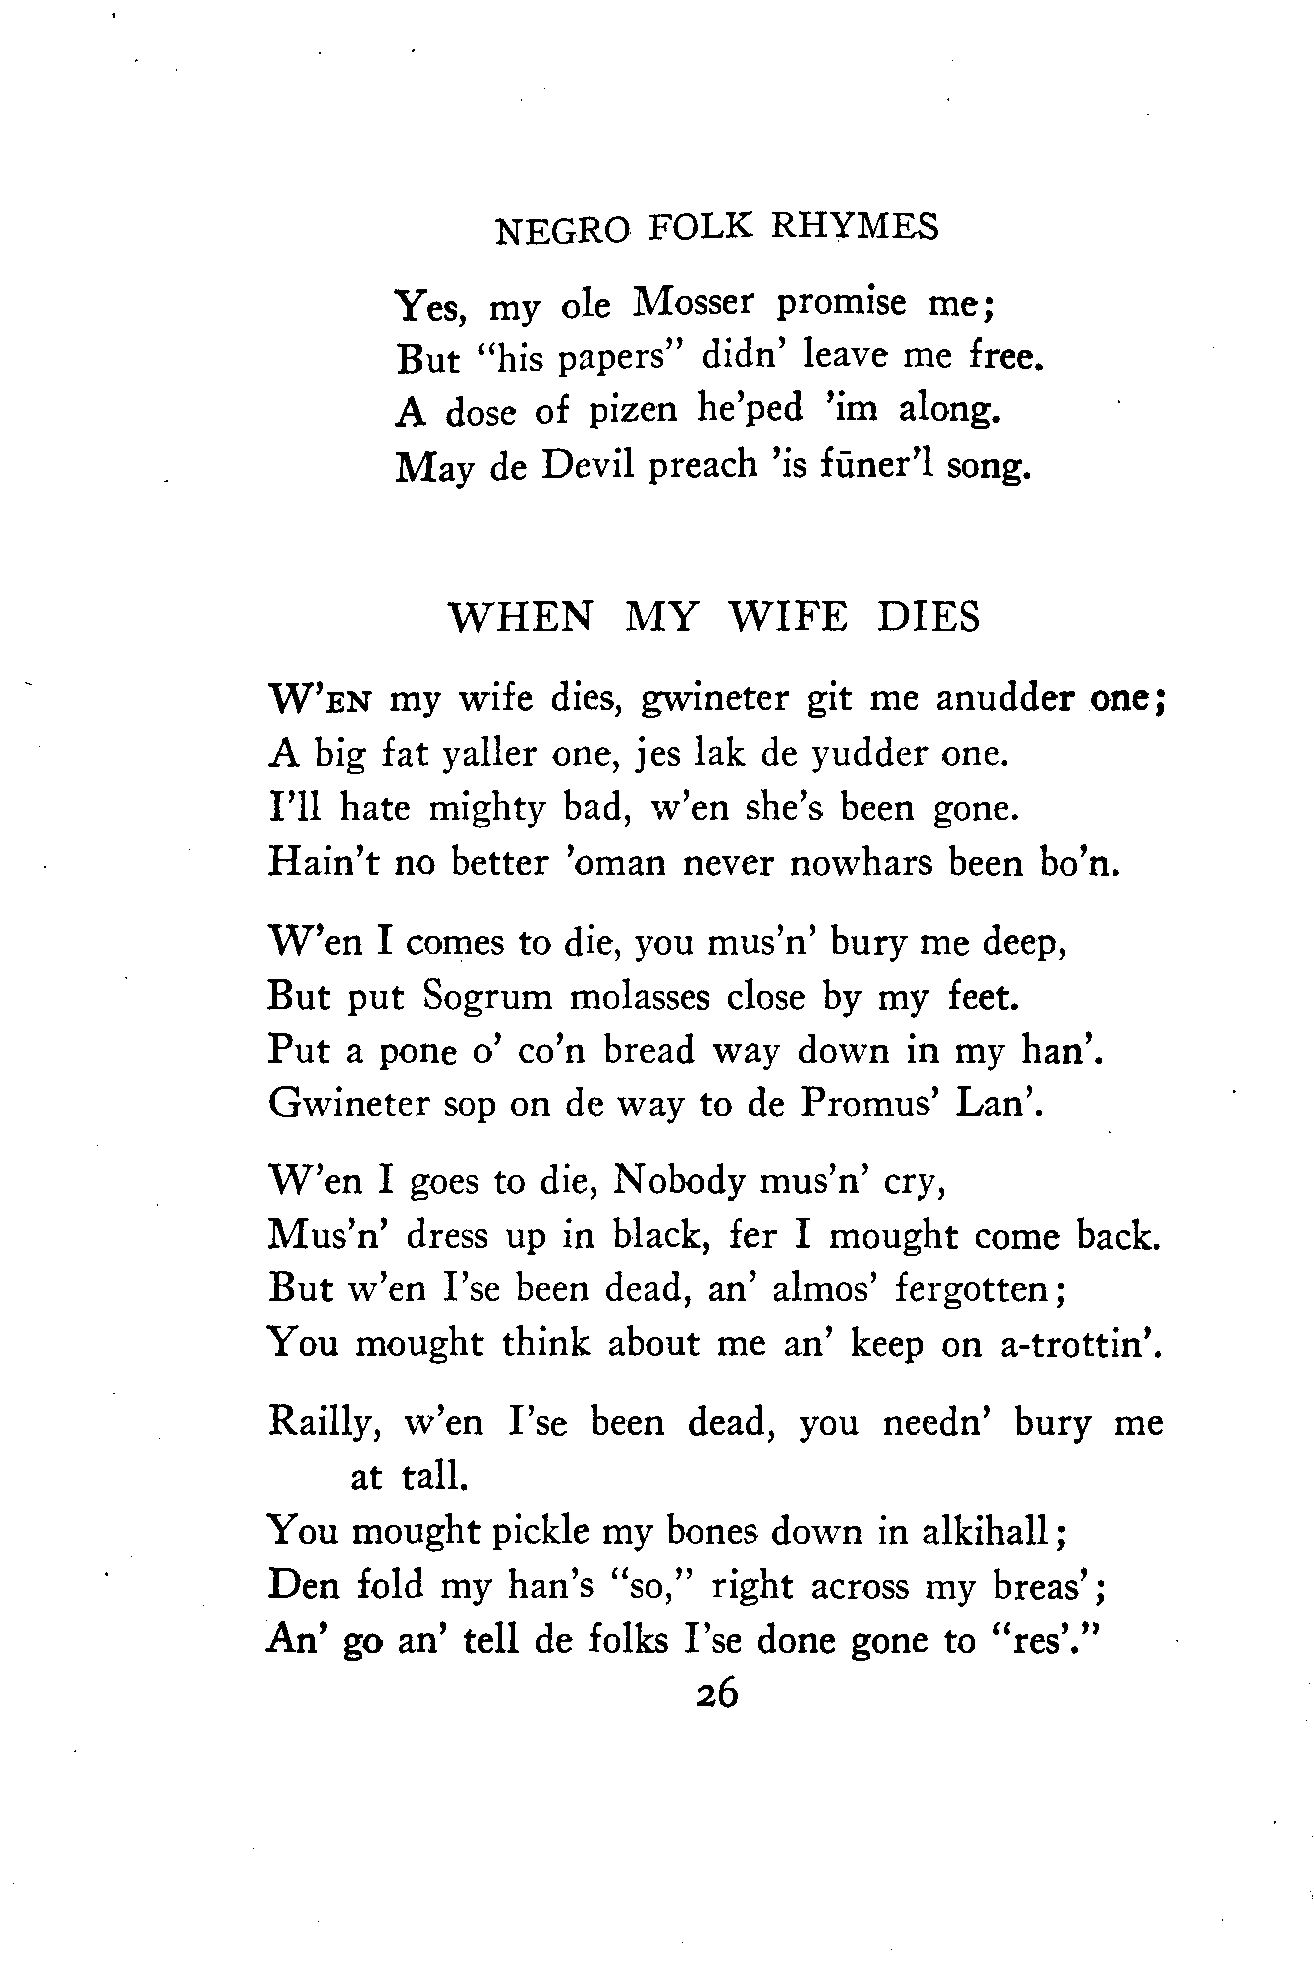 NEGRO FOLK RHYMES
Yes, my ole Mosser promise me;
But “his papers” didn’ leave me free.
A dose of pizen he’ped ’im along.
May de Devil preach ’is fūner’l song.
WHEN MY WIFE DIES
W’EN my wife dies, gwineter git me anudder one;
A big fat yaller one, jes lak de yudder one.
I’ll hate mighty bad, w’en she’s been gone.
Hain’t no better ’oman never nowhars been bo’n.
W’en I comes to die, you mus’n’ bury me deep,
But put Sogrum molasses close by my feet.
Put a pone o’ co’n bread way down in my han’.
Gwineter sop on de way to de Promus’ Lan’.
W’en I goes to die, Nobody mus’n’ cry,
Mus’n’ dress up in black, fer I mought come back.
But w’en I’se been dead, an’ almos’ fergotten;
You mought think about me an’ keep on a-trottin’.
Railly, w’en I’se been dead, you needn’ bury me
at tall.
You mought pickle my bones down in alkihall;
Den fold my han’s “so,” right across my breas’;
An’ go an’ tell de folks I’se done gone to “res’.”
26